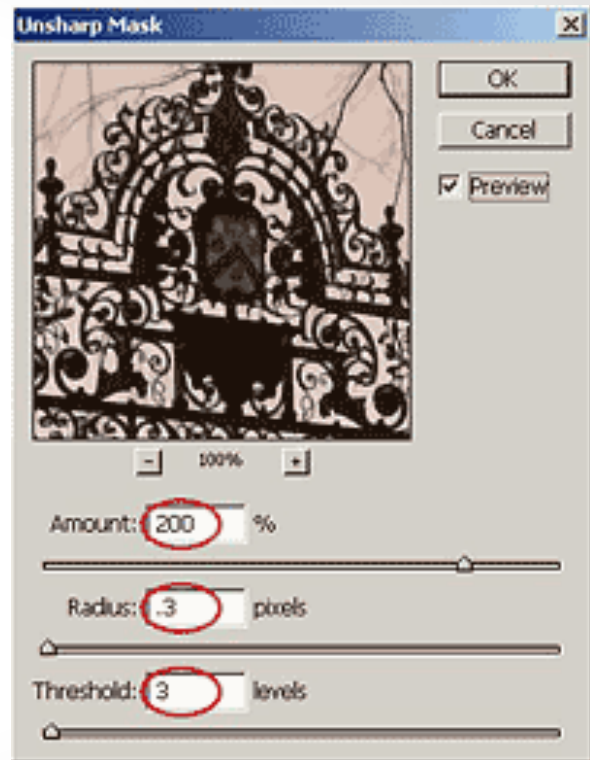 Unsharp Mask
OK
Cancel
Preview
- 100% +
Amount: 200 %
Radius: .3 pixels
Threshold: 3 levels